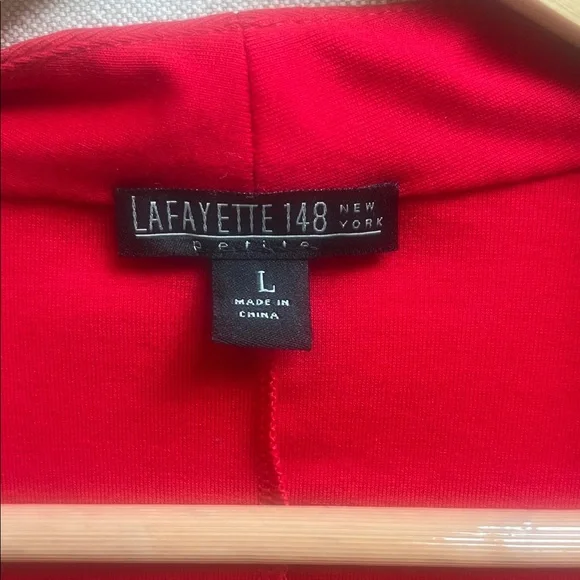 LAFAYETTE 148 NEW YORK
petite
L
MADE IN
CHINA